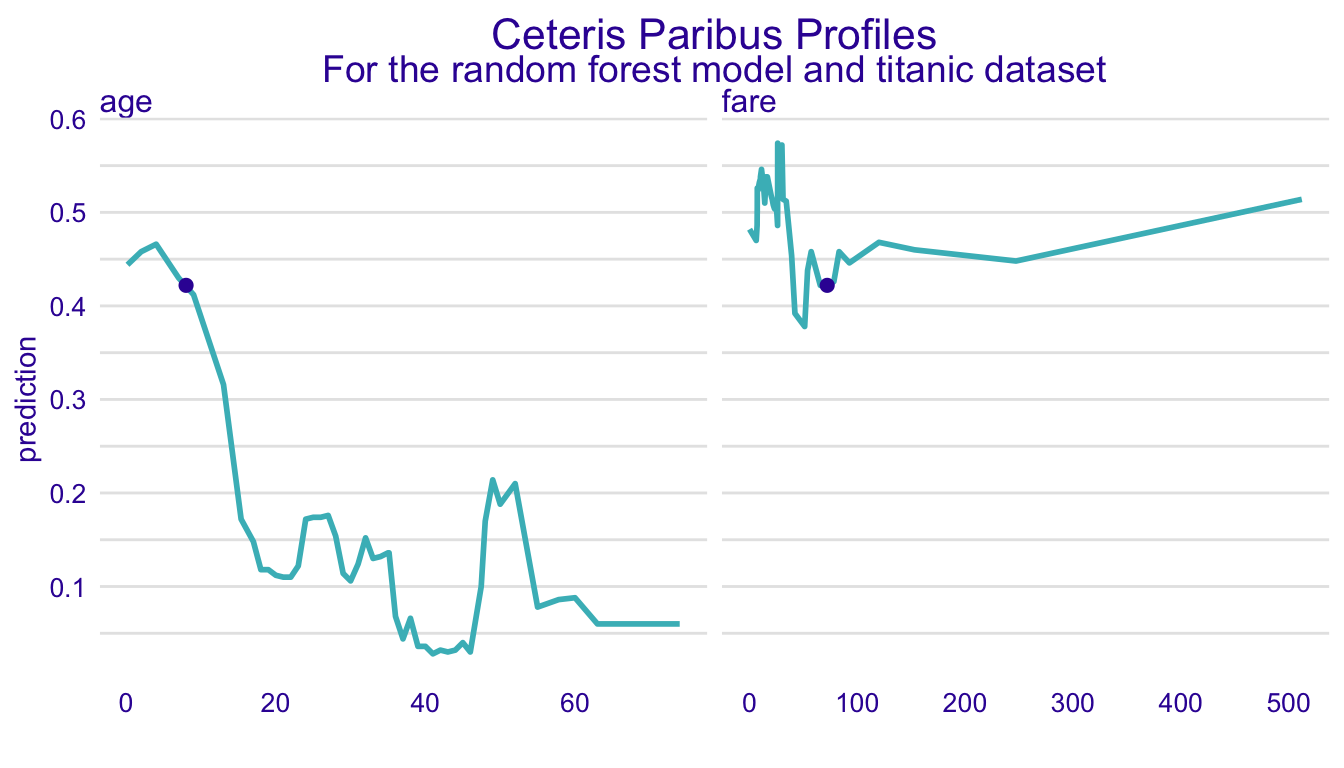 Ceteris Paribus Profiles
For the random forest model and titanic dataset
age
fare
0.6
0.5
0.4
0.3
0.2
0.1
prediction
0 20 40 60
0 100 200 300 400 500